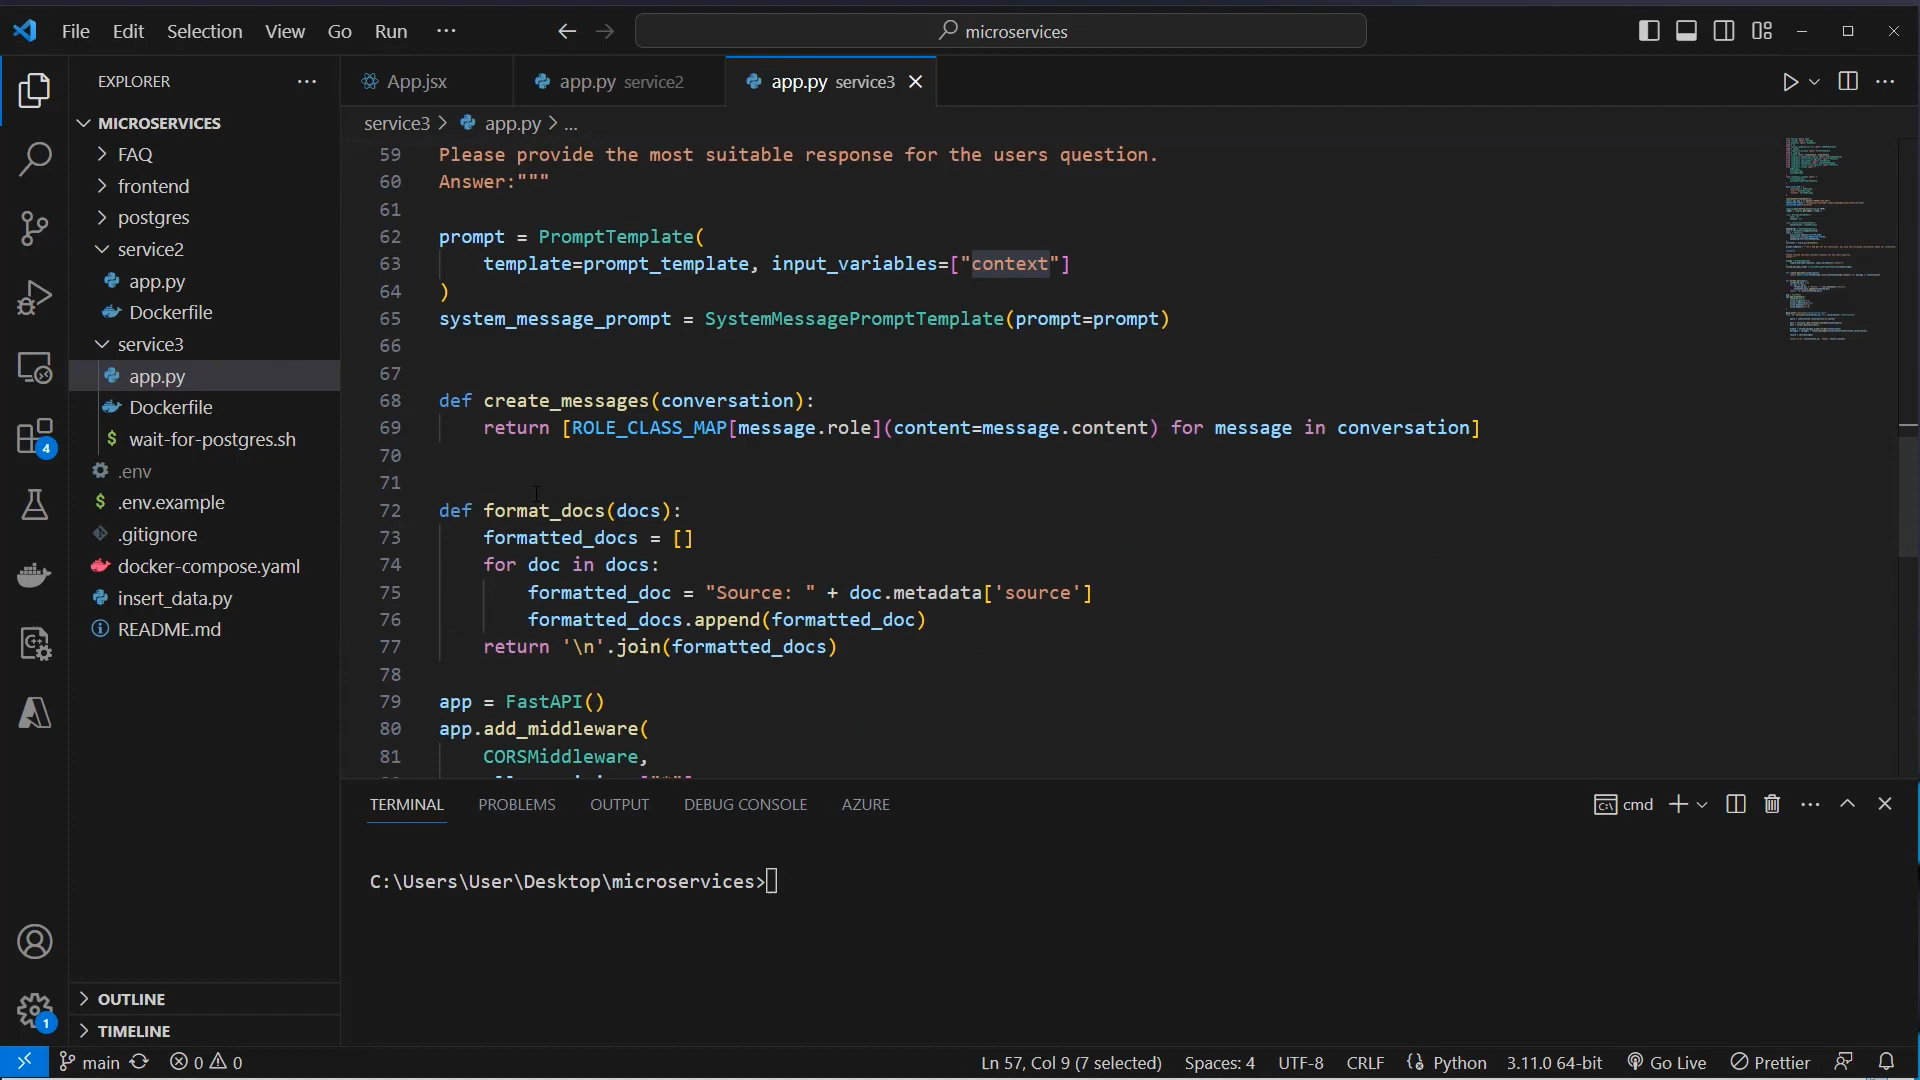 File Edit Selection View Go Run ···
microservices
EXPLORER
MICROSERVICES
FAQ
frontend
postgres
service2
app.py
Dockerfile
service3
app.py
Dockerfile
wait-for-postgres.sh
.env
.env.example
.gitignore
docker-compose.yaml
insert_data.py
README.md
OUTLINE
TIMELINE
4
1
App.jsx
app.py service2
app.py service3
service3 > app.py > ...
59 Please provide the most suitable response for the users question.
60 Answer:"""
61
62 prompt = PromptTemplate(
63     template=prompt_template, input_variables=["context"]
64 )
65 system_message_prompt = SystemMessagePromptTemplate(prompt=prompt)
66
67
68 def create_messages(conversation):
69     return [ROLE_CLASS_MAP[message.role](content=message.content) for message in conversation]
70
71
72 def format_docs(docs):
73     formatted_docs = []
74     for doc in docs:
75         formatted_doc = "Source: " + doc.metadata['source']
76         formatted_docs.append(formatted_doc)
77     return '\n'.join(formatted_docs)
78
79 app = FastAPI()
80 app.add_middleware(
81     CORSMiddleware,
TERMINAL PROBLEMS OUTPUT DEBUG CONSOLE AZURE
cmd
C:\Users\User\Desktop\microservices>
main 0 0
Ln 57, Col 9 (7 selected) Spaces: 4 UTF-8 CRLF Python 3.11.0 64-bit Go Live Prettier